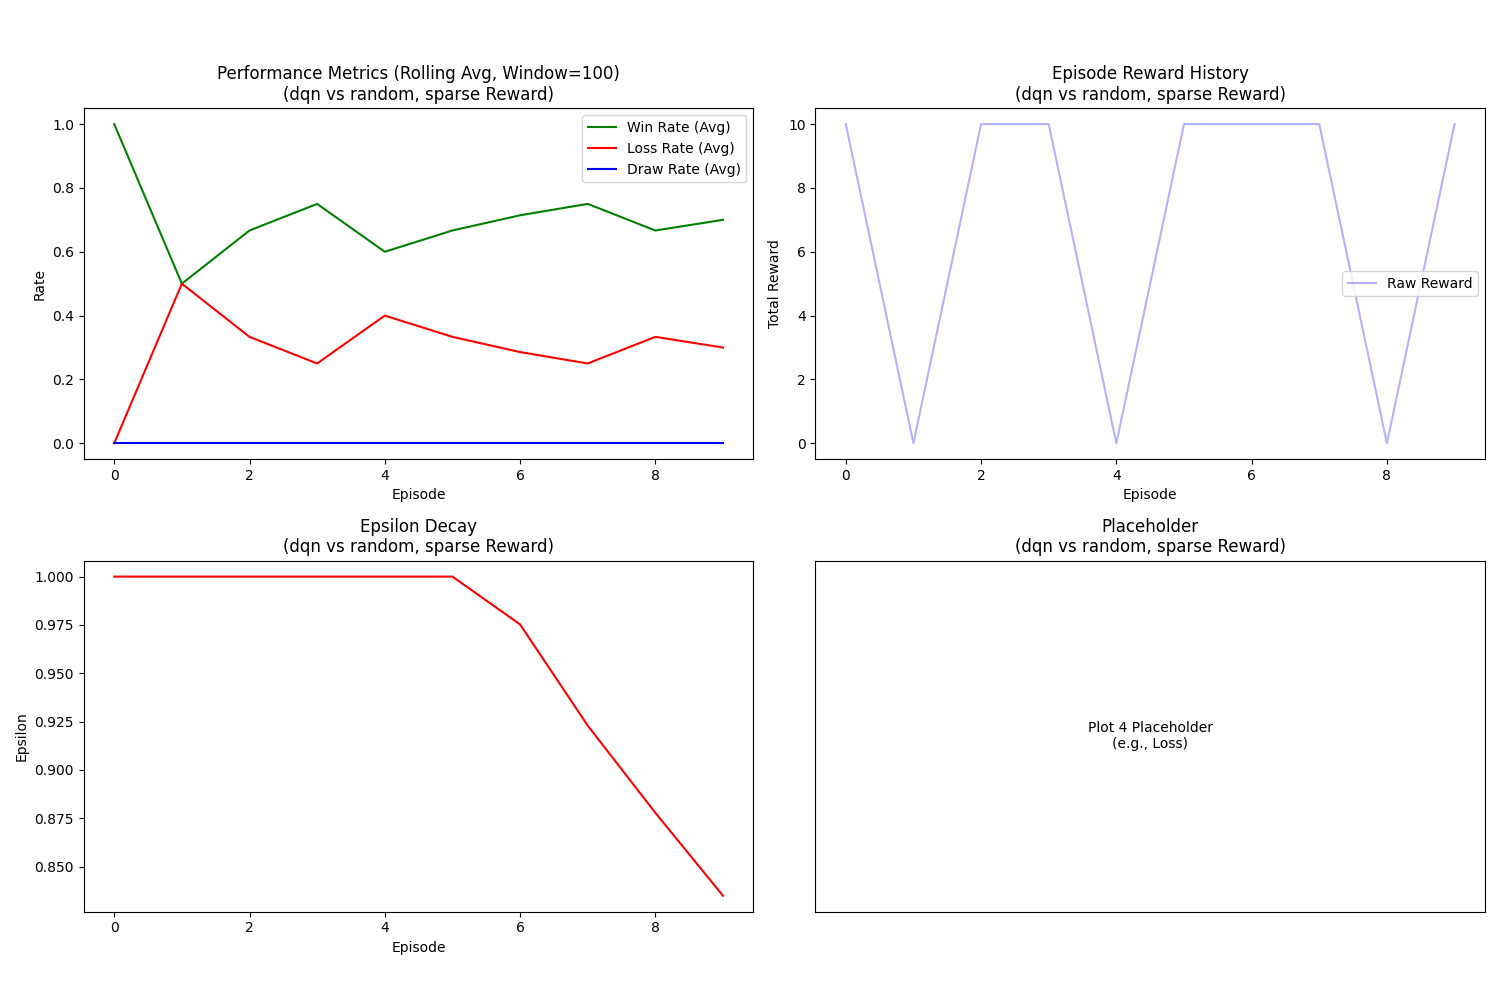 Performance Metrics (Rolling Avg, Window=100)
(dqn vs random, sparse Reward)
1.0
0.8
0.6
0.4
0.2
0.0
Rate
Win Rate (Avg)
Loss Rate (Avg)
Draw Rate (Avg)
0 2 4 6 8
Episode
Episode Reward History
(dqn vs random, sparse Reward)
10
8
6
4
2
0
Total Reward
Raw Reward
0 2 4 6 8
Episode
Epsilon Decay
(dqn vs random, sparse Reward)
1.000
0.975
0.950
0.925
0.900
0.875
0.850
Epsilon
0 2 4 6 8
Episode
Placeholder
(dqn vs random, sparse Reward)
Plot 4 Placeholder
(e.g., Loss)